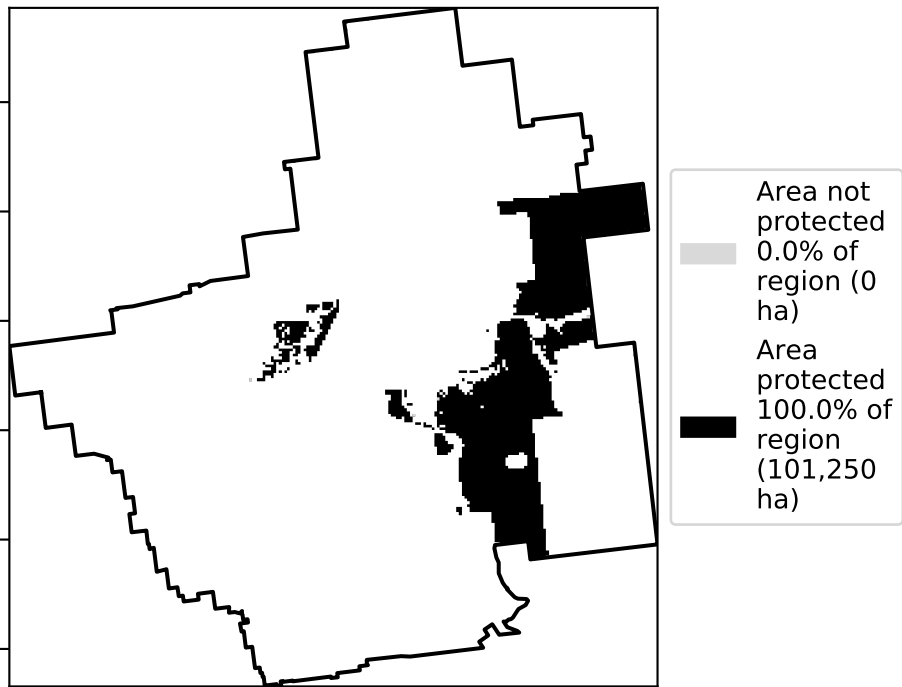 Area not
protected
0.0% of
region (0
ha)
Area
protected
100.0% of
region
(101,250
ha)